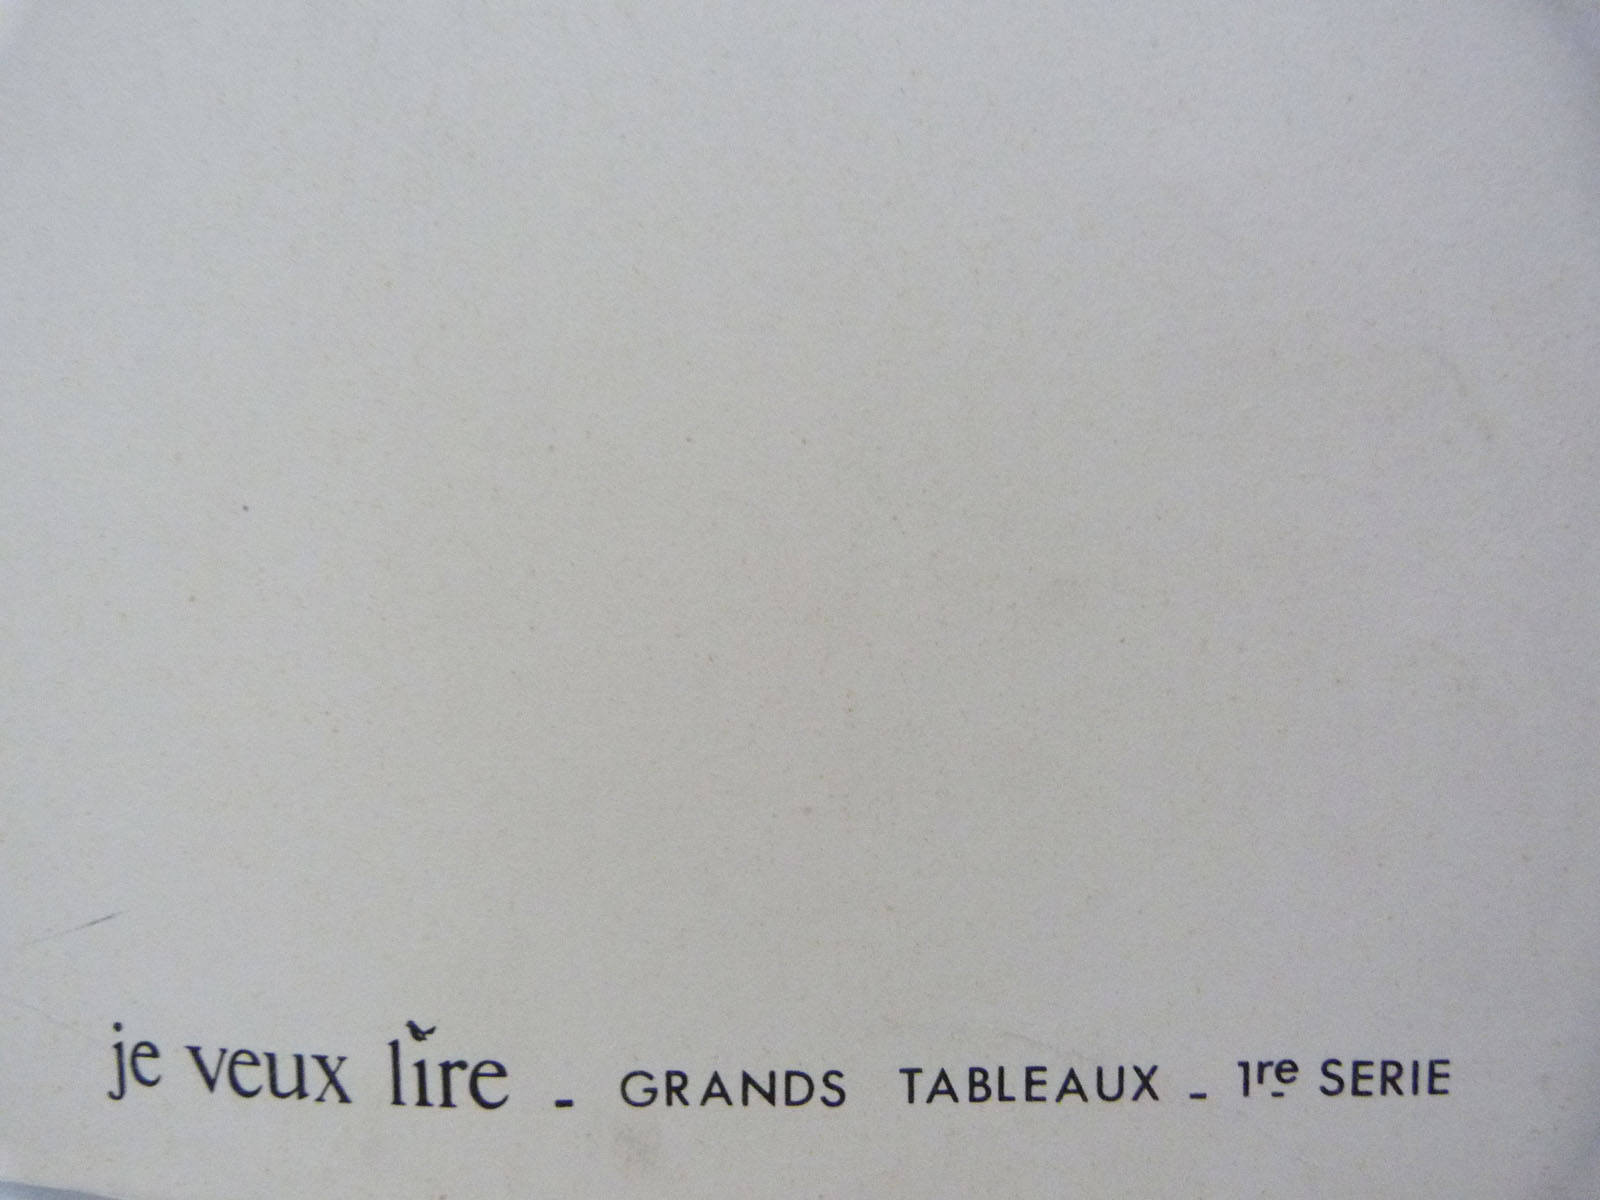 je veux lire - GRANDS TABLEAUX - 1re SERIE